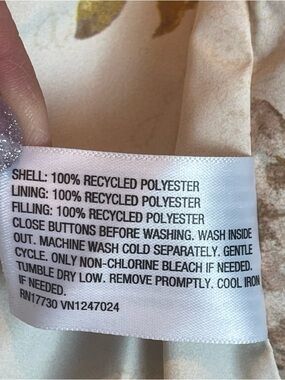 SHELL: 100% RECYCLED POLYESTER
LINING: 100% RECYCLED POLYESTER
FILLING: 100% RECYCLED POLYESTER
CLOSE BUTTONS BEFORE WASHING. WASH INSIDE
OUT. MACHINE WASH COLD SEPARATELY. GENTLE
CYCLE. ONLY NON-CHLORINE BLEACH IF NEEDED.
TUMBLE DRY LOW. REMOVE PROMPTLY. COOL IRON
IF NEEDED.
RN17730 VN1247024